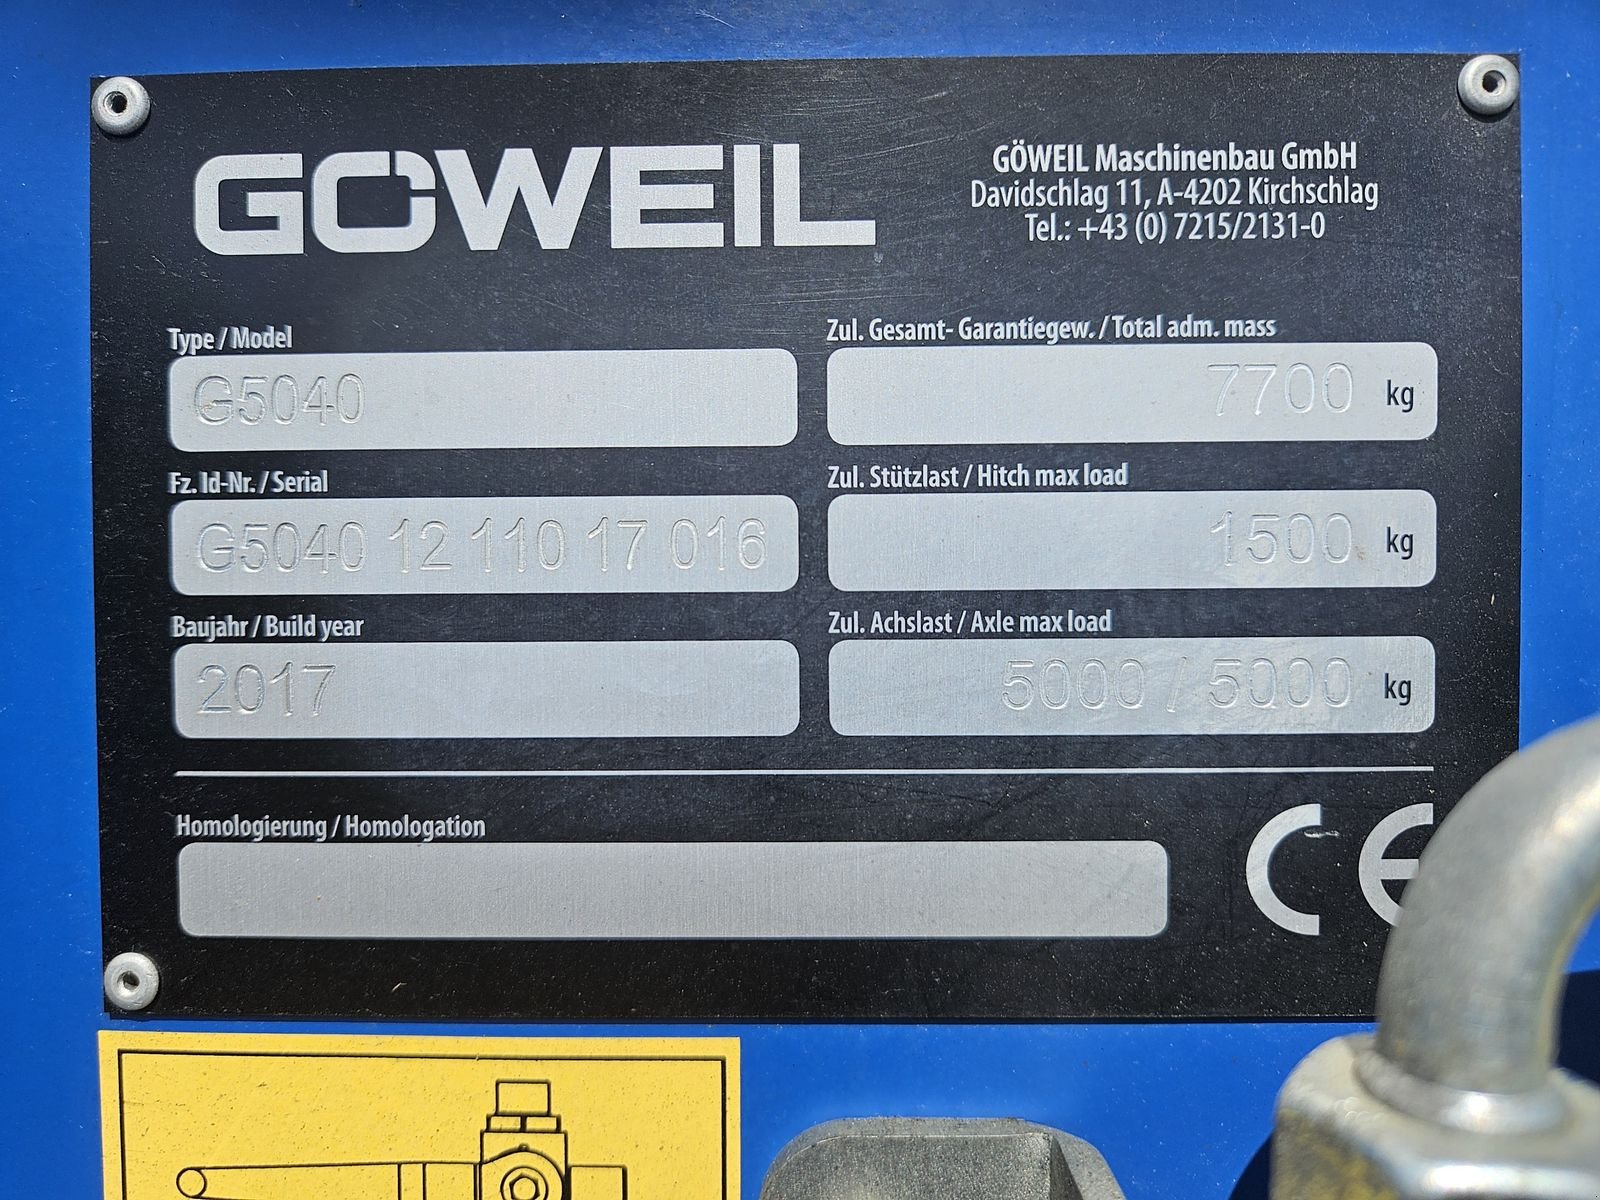 GÖWEIL
GÖWEIL Maschinenbau GmbH
Davidschlag 11, A-4202 Kirchschlag
Tel.: +43 (0) 7215/2131-0
Type / Model
G5040
Fz. Id-Nr. / Serial
G5040 12 110 17 016
Baujahr / Build year
2017
Zul. Gesamt- Garantiegew. / Total adm. mass
7700 kg
Zul. Stützlast / Hitch max load
1500 kg
Zul. Achslast / Axle max load
5000 / 5000 kg
Homologierung / Homologation
CE